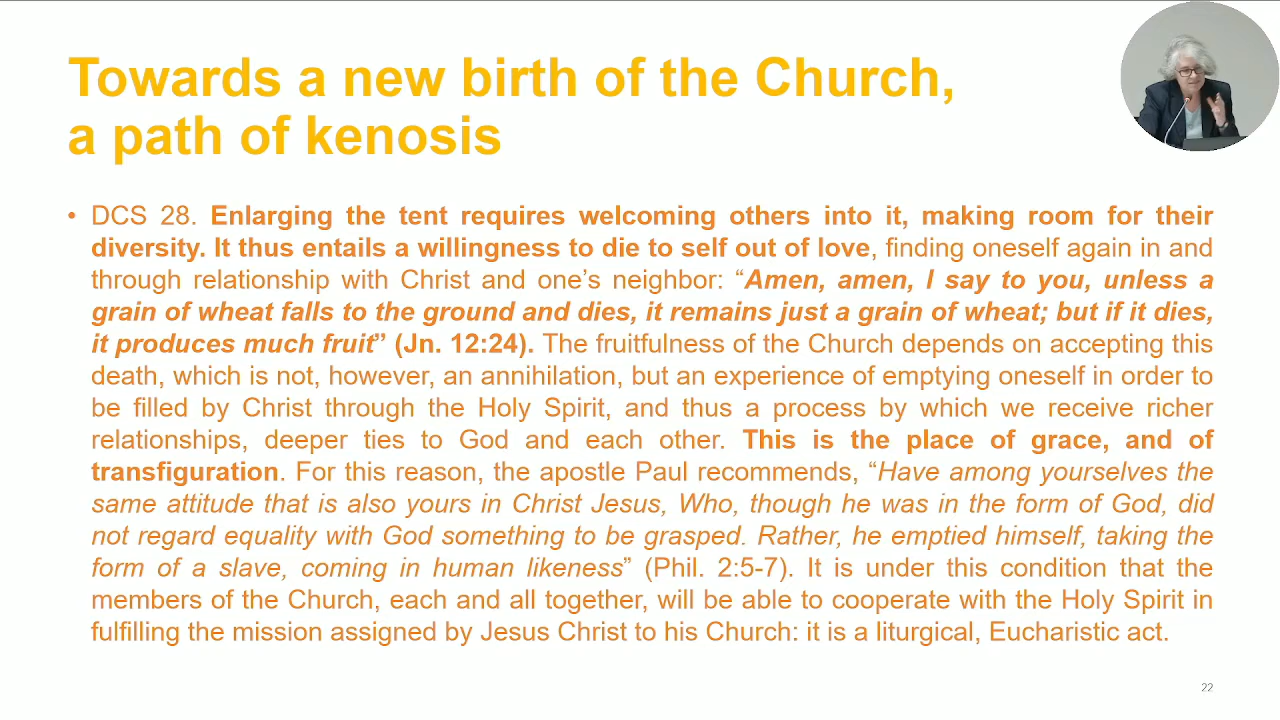 Towards a new birth of the Church,
a path of kenosis
• DCS 28. Enlarging the tent requires welcoming others into it, making room for their
diversity. It thus entails a willingness to die to self out of love, finding oneself again in and
through relationship with Christ and one’s neighbor: “Amen, amen, I say to you, unless a
grain of wheat falls to the ground and dies, it remains just a grain of wheat; but if it dies,
it produces much fruit” (Jn. 12:24). The fruitfulness of the Church depends on accepting this
death, which is not, however, an annihilation, but an experience of emptying oneself in order to
be filled by Christ through the Holy Spirit, and thus a process by which we receive richer
relationships, deeper ties to God and each other. This is the place of grace, and of
transfiguration. For this reason, the apostle Paul recommends, “Have among yourselves the
same attitude that is also yours in Christ Jesus, Who, though he was in the form of God, did
not regard equality with God something to be grasped. Rather, he emptied himself, taking the
form of a slave, coming in human likeness” (Phil. 2:5-7). It is under this condition that the
members of the Church, each and all together, will be able to cooperate with the Holy Spirit in
fulfilling the mission assigned by Jesus Christ to his Church: it is a liturgical, Eucharistic act.
22